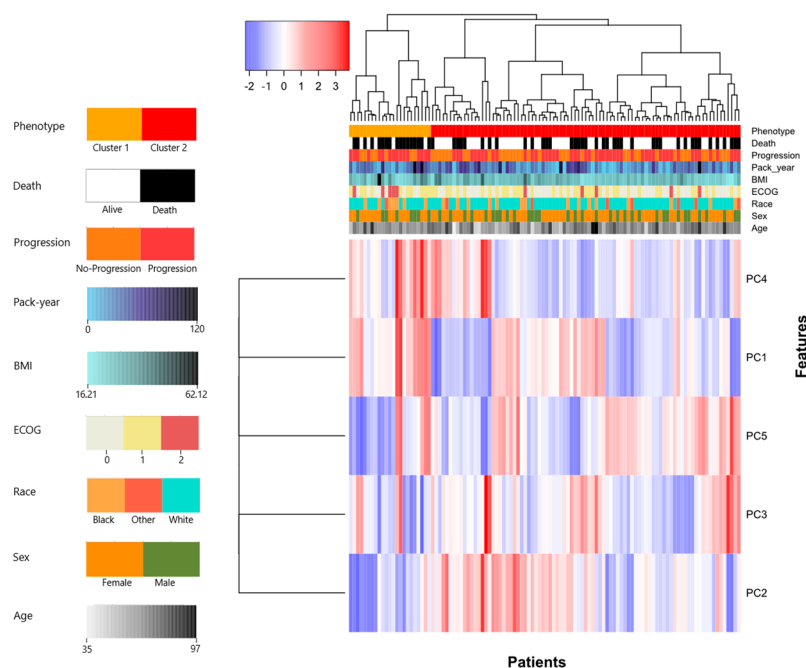 -2 -1 0 1 2 3
Phenotype
Cluster 1 Cluster 2
Death
Alive Death
Progression
No-Progression Progression
Pack-year
0 120
BMI
16.21 62.12
ECOG
0 1 2
Race
Black Other White
Sex
Female Male
Age
35 97
Phenotype
Death
Progression
Pack_year
BMI
ECOG
Race
Sex
Age
PC4
PC1
PC5
PC3
PC2
Features
Patients